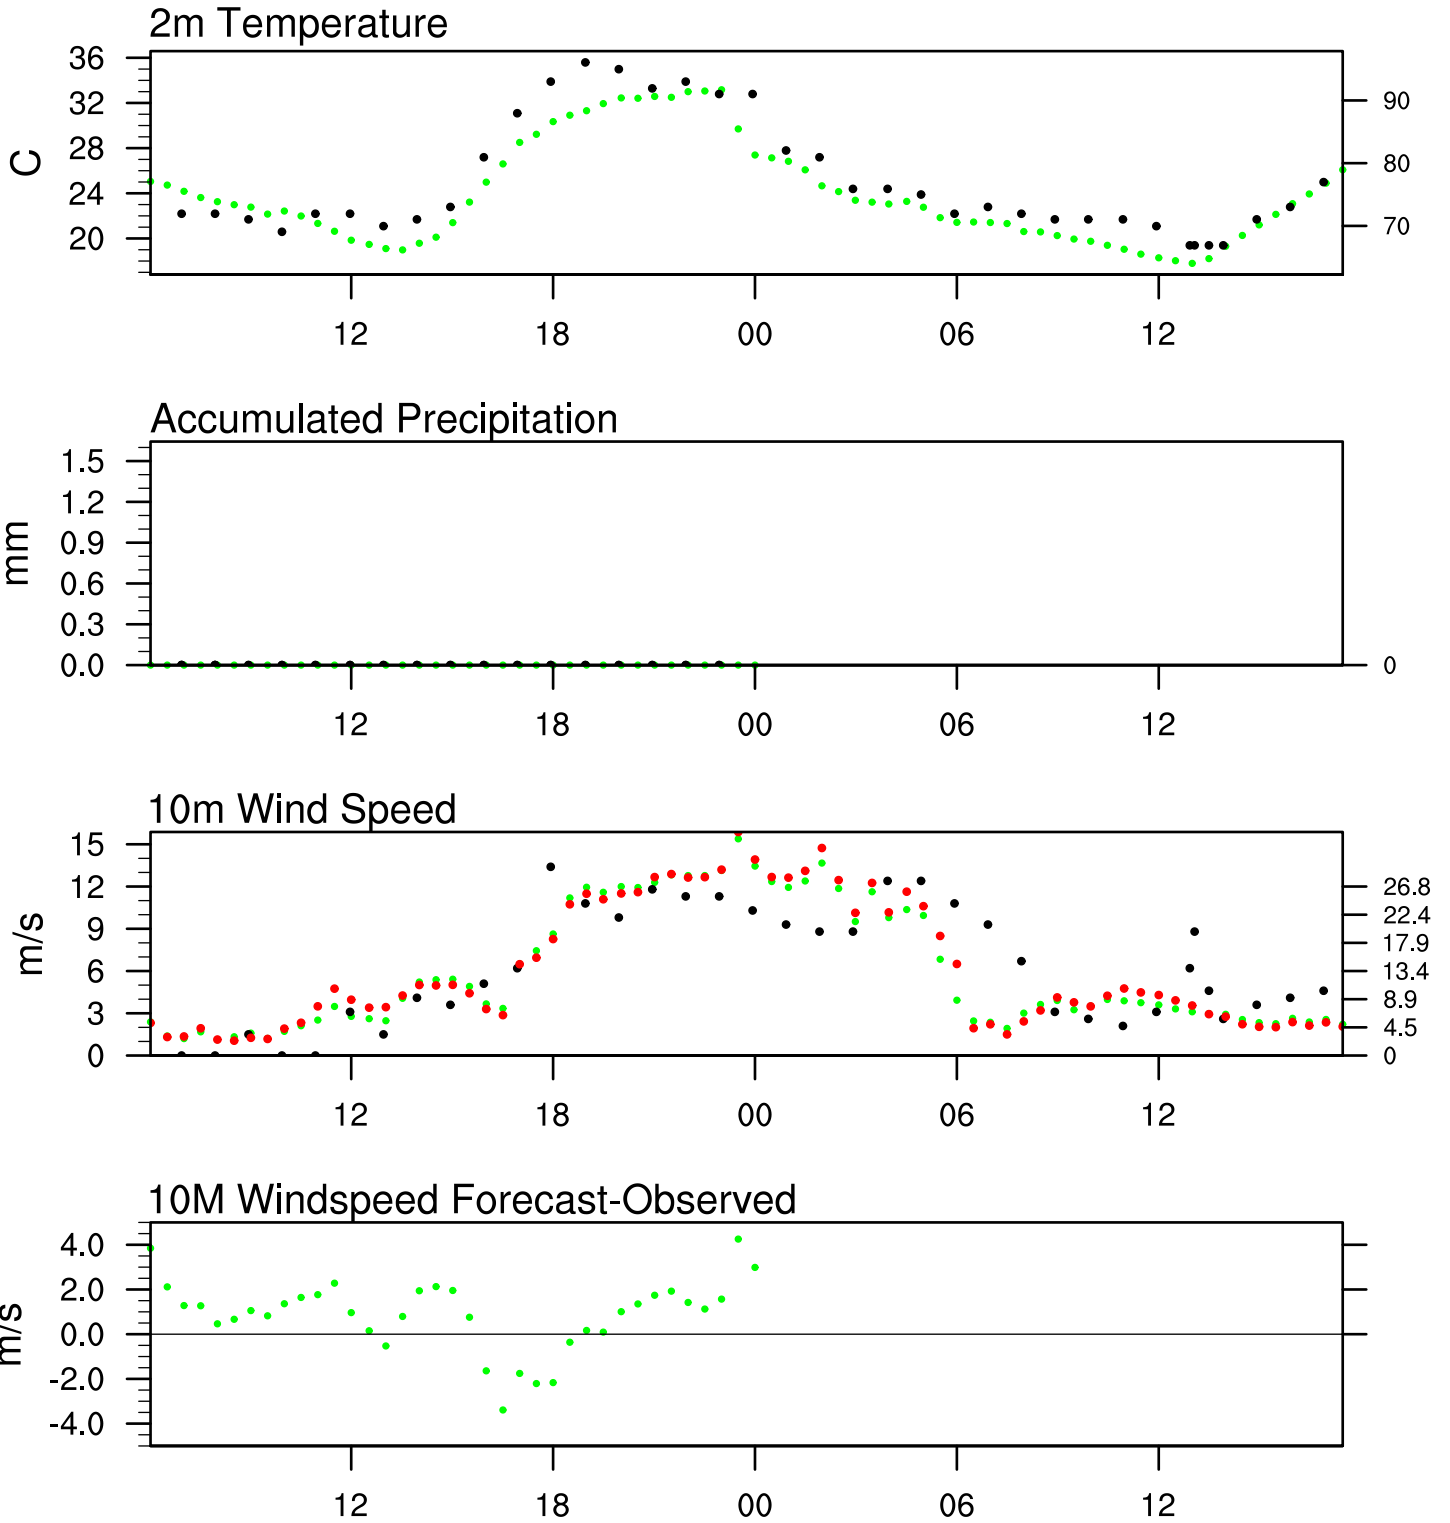 2m Temperature
36
32
28
24
20
C
90
80
70
12 18 00 06 12
Accumulated Precipitation
1.5
1.2
0.9
0.6
0.3
0.0
mm
0
12 18 00 06 12
10m Wind Speed
15
12
9
6
3
0
m/s
26.8
22.4
17.9
13.4
8.9
4.5
0
12 18 00 06 12
10M Windspeed Forecast-Observed
4.0
2.0
0.0
-2.0
-4.0
m/s
12 18 00 06 12